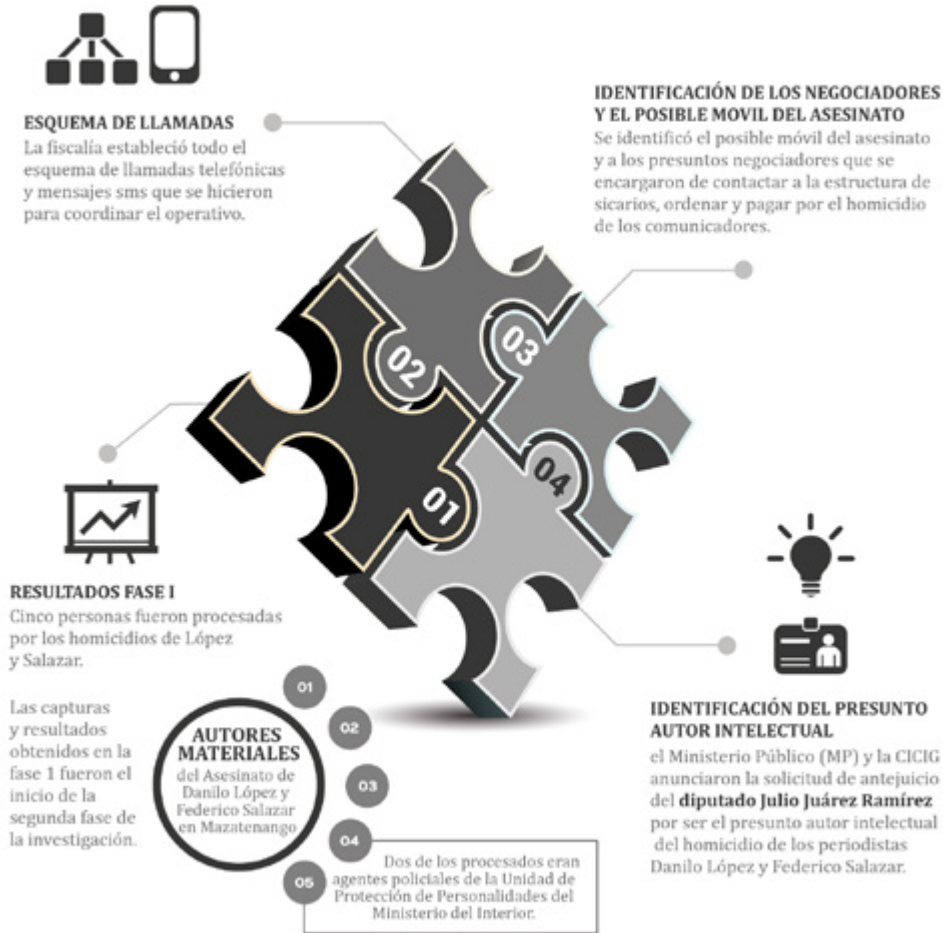 ESQUEMA DE LLAMADAS
La fiscalía estableció todo el
esquema de llamadas telefónicas
y mensajes sms que se hicieron
para coordinar el operativo.
IDENTIFICACIÓN DE LOS NEGOCIADORES
Y EL POSIBLE MOVIL DEL ASESINATO
Se identificó el posible móvil del asesinato
y a los presuntos negociadores que se
encargaron de contactar a la estructura de
sicarios, ordenar y pagar por el homicidio
de los comunicadores.
02
03
01
04
RESULTADOS FASE I
Cinco personas fueron procesadas
por los homicidios de López
y Salazar.
Las capturas
y resultados
obtenidos en la
fase 1 fueron el
inicio de la
segunda fase de
la investigación.
AUTORES
MATERIALES
del Asesinato de
Danilo López y
Federico Salazar
en Mazatenango
01
02
03
04
05
Dos de los procesados eran
agentes policiales de la Unidad de
Protección de Personalidades del
Ministerio del Interior.
IDENTIFICACIÓN DEL PRESUNTO
AUTOR INTELECTUAL
el Ministerio Público (MP) y la CICIG
anunciaron la solicitud de antejuicio
del diputado Julio Juárez Ramírez
por ser el presunto autor intelectual
del homicidio de los periodistas
Danilo López y Federico Salazar.